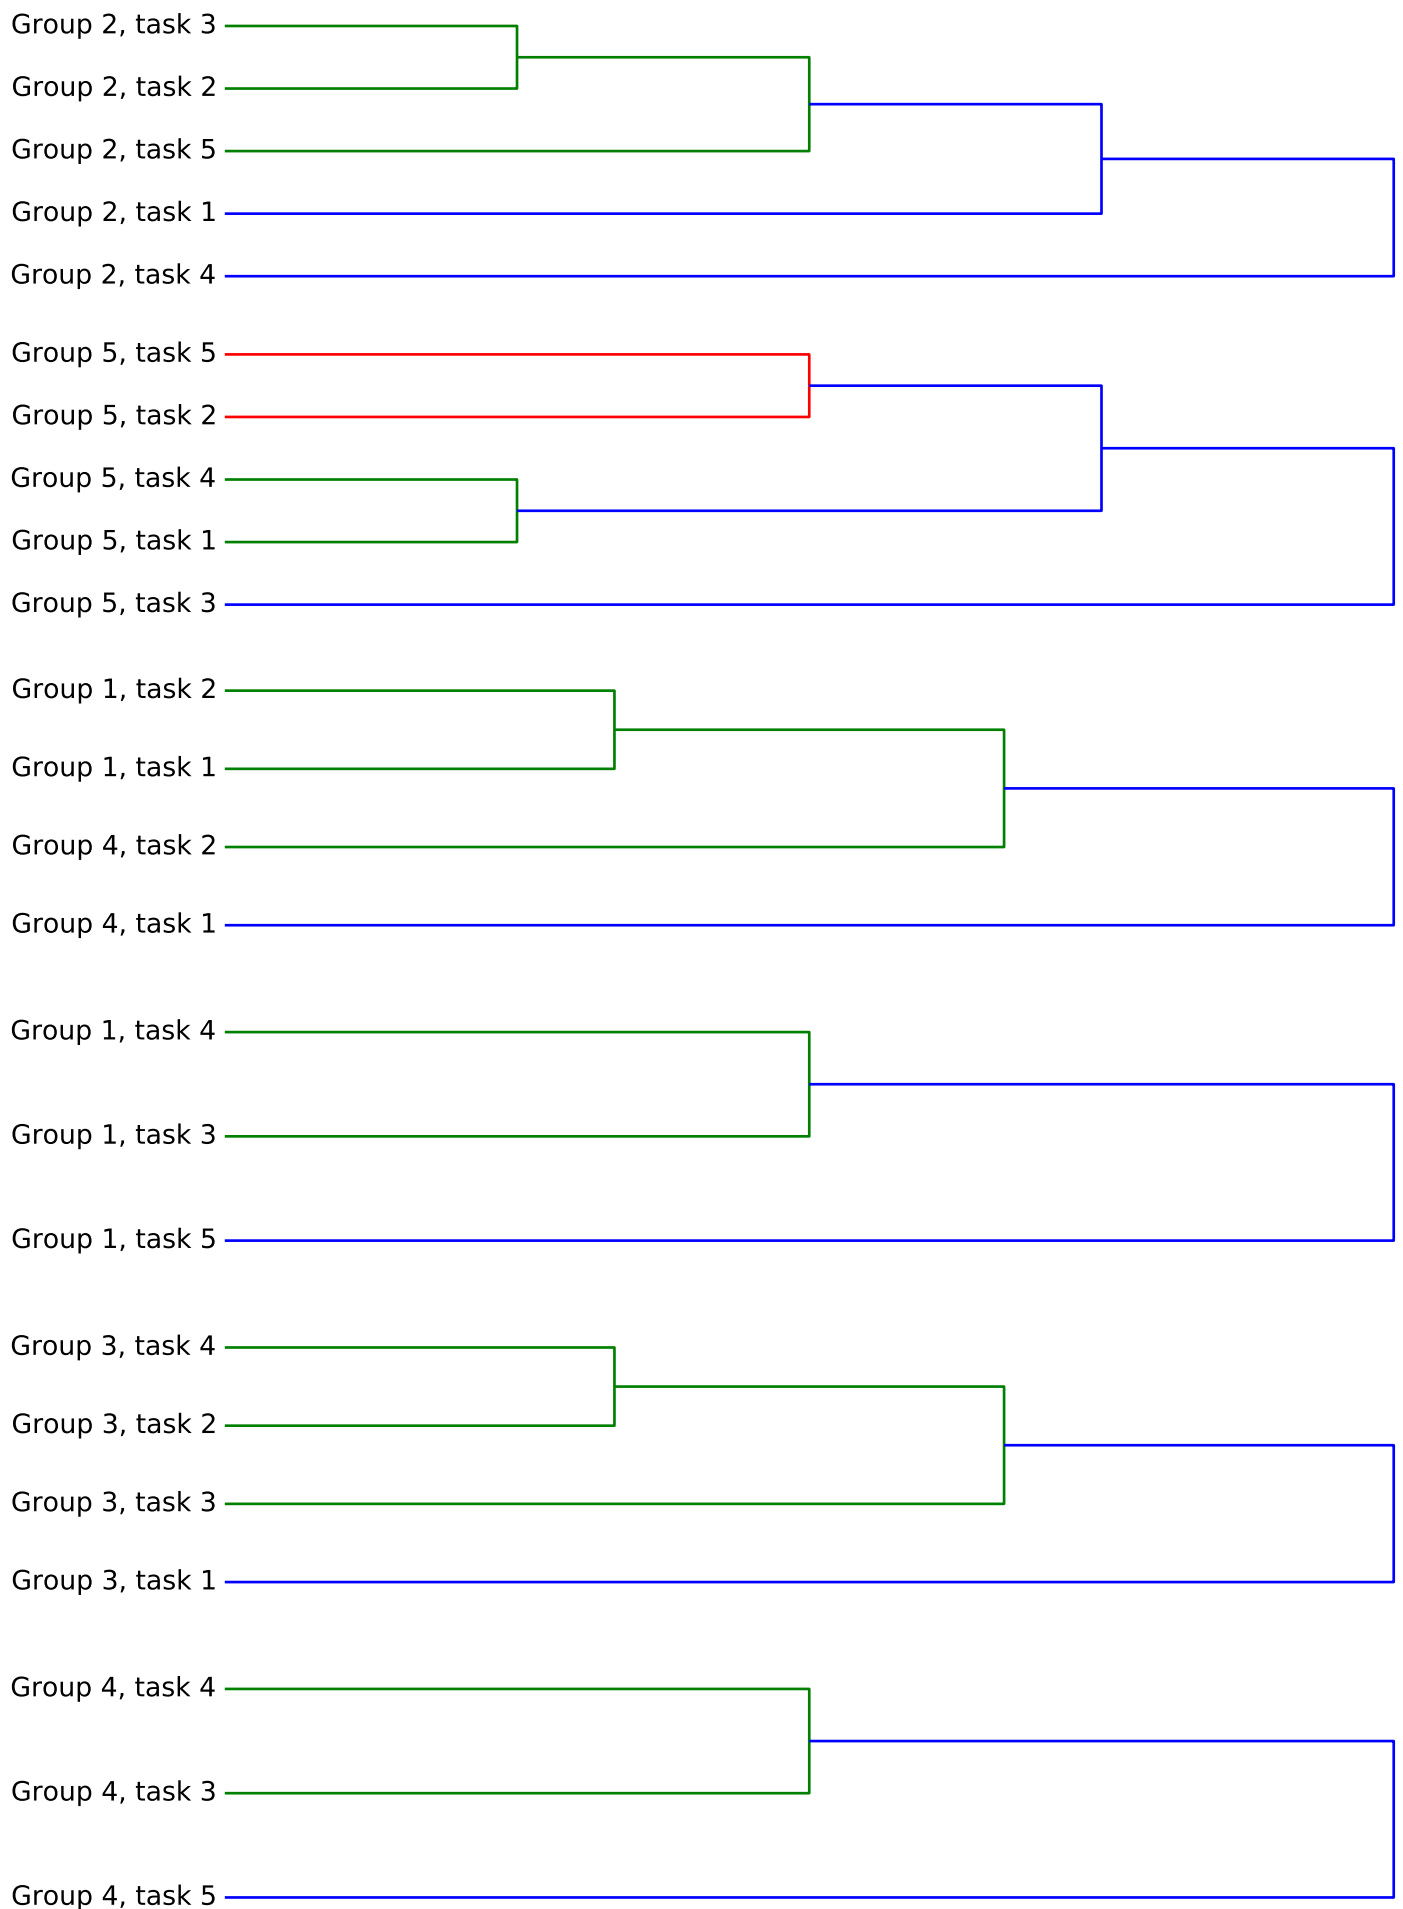 Group 2, task 3
Group 2, task 2
Group 2, task 5
Group 2, task 1
Group 2, task 4
Group 5, task 5
Group 5, task 2
Group 5, task 4
Group 5, task 1
Group 5, task 3
Group 1, task 2
Group 1, task 1
Group 4, task 2
Group 4, task 1
Group 1, task 4
Group 1, task 3
Group 1, task 5
Group 3, task 4
Group 3, task 2
Group 3, task 3
Group 3, task 1
Group 4, task 4
Group 4, task 3
Group 4, task 5